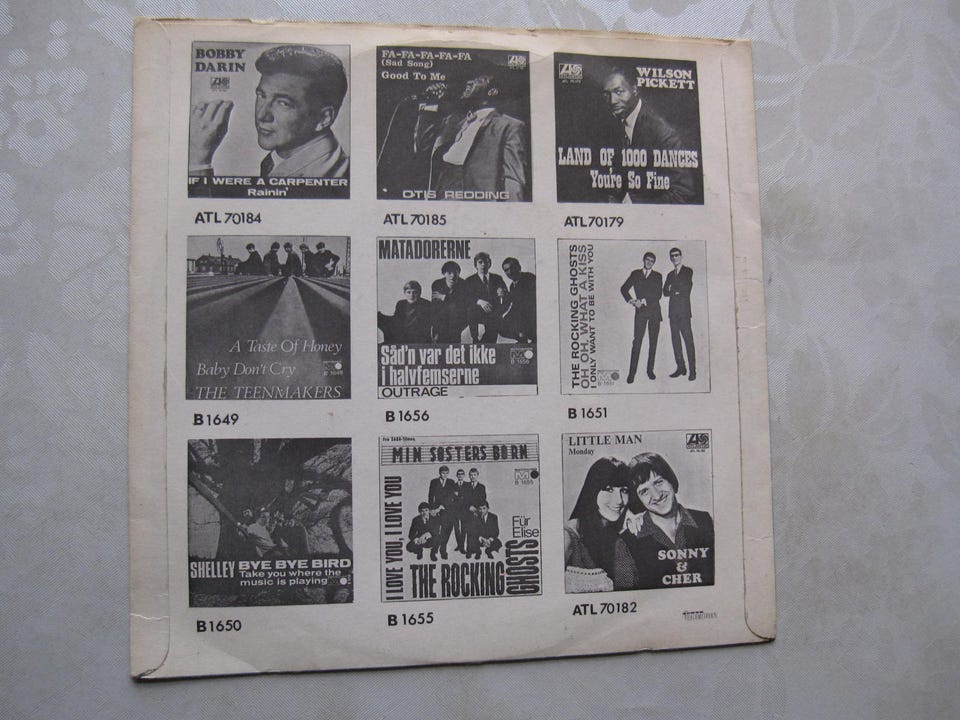 BOBBY
DARIN
IF I WERE A CARPENTER
Rainin'
ATL 70184
FA-FA-FA-FA-FA
(Sad Song)
Good To Me
OTIS REDDING
ATL 70185
WILSON
PICKETT
LAND OF 1000 DANCES
You're So Fine
ATL 70179
A Taste Of Honey
Baby Don't Cry
B 1649
THE TEENMAKERS
B 1649
MATADORERNE
Såd'n var det ikke
i halvfemserne
B 1656
OUTRAGE
B 1656
THE ROCKING GHOSTS
OH OH, WHAT A KISS
I ONLY WANT TO BE WITH YOU
B 1651
B 1651
SHELLEY BYE BYE BIRD
Take you where the
music is playing
B 1650
MIN SØSTERS BØRN
B 1655
I LOVE YOU, I LOVE YOU
Für
Elise
THE ROCKING
GHOSTS
B 1655
LITTLE MAN
Monday
SONNY
&
CHER
ATL 70182